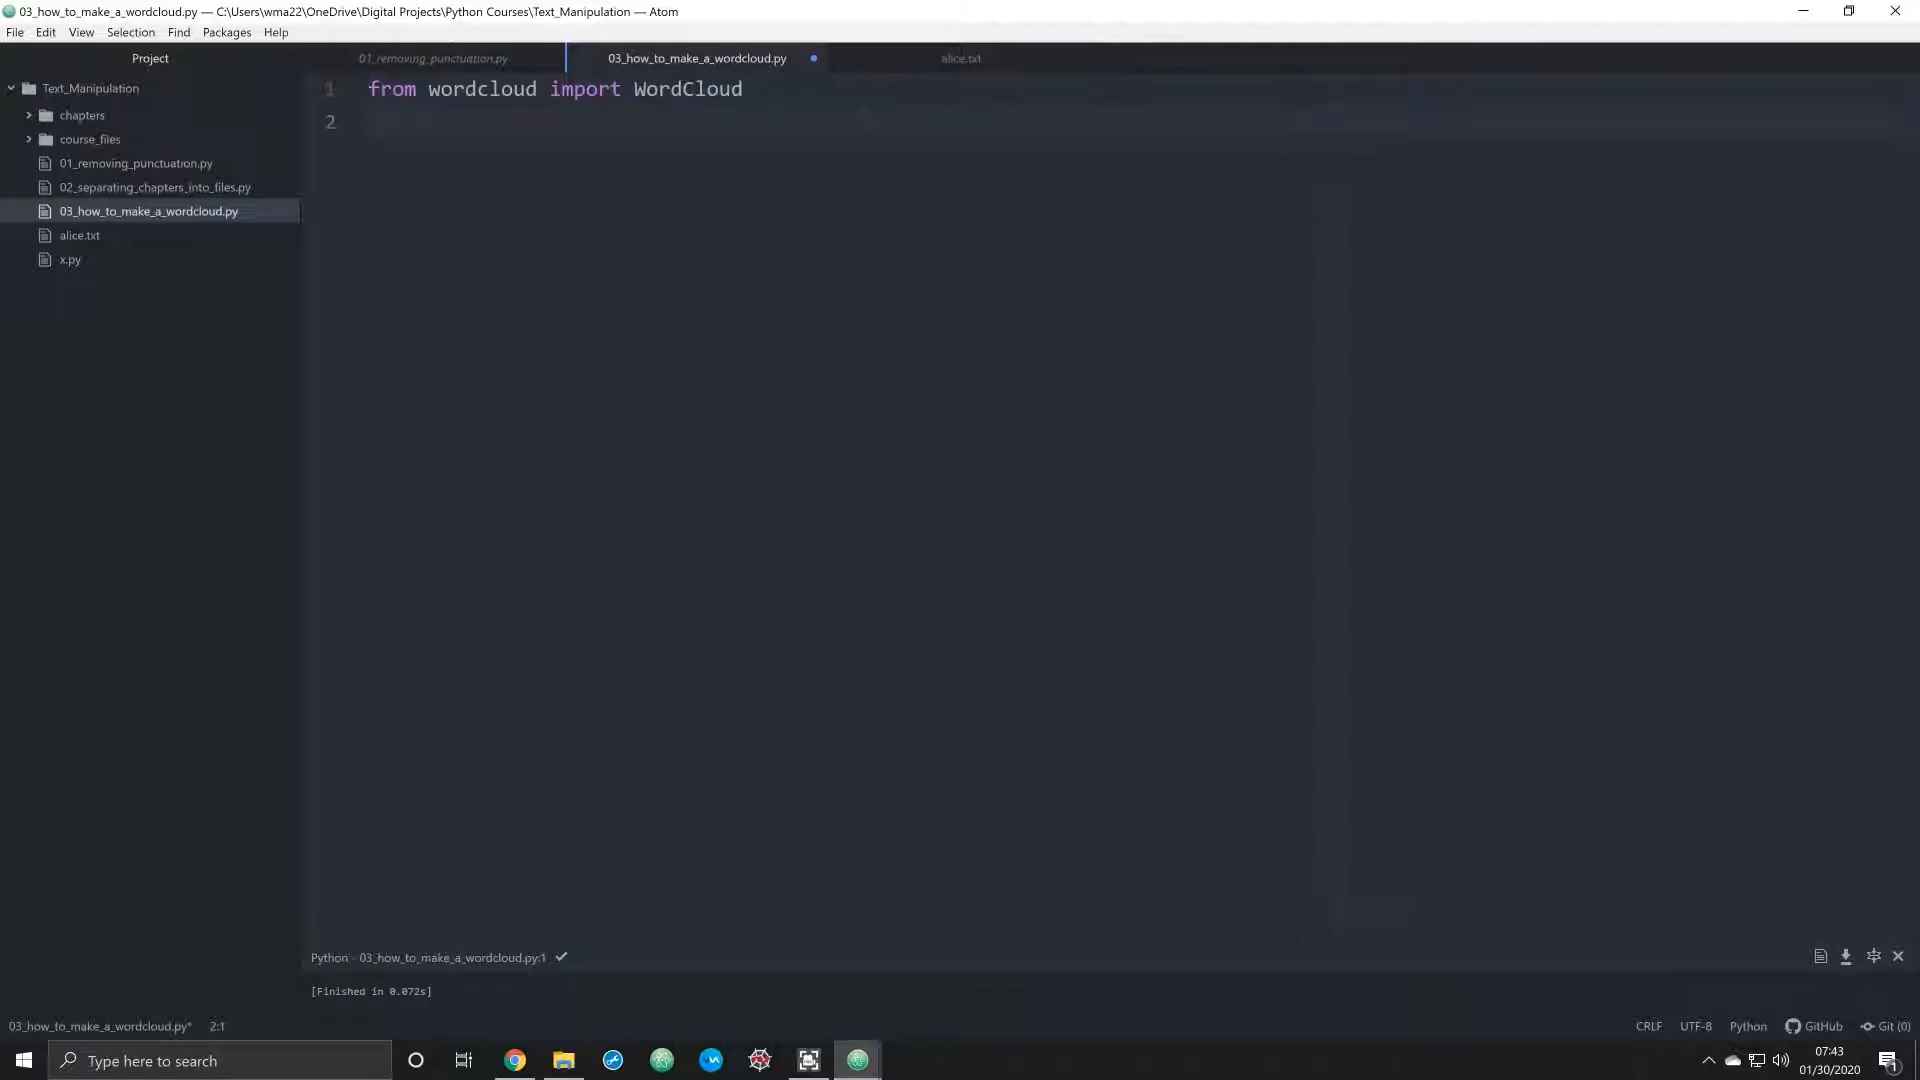 03_how_to_make_a_wordcloud.py — C:\Users\wma22\OneDrive\Digital Projects\Python Courses\Text_Manipulation — Atom
File Edit View Selection Find Packages Help
Project
01_removing_punctuation.py
03_how_to_make_a_wordcloud.py
alice.txt
Text_Manipulation
chapters
course_files
01_removing_punctuation.py
02_separating_chapters_into_files.py
03_how_to_make_a_wordcloud.py
alice.txt
x.py
1 from wordcloud import WordCloud
2
Python - 03_how_to_make_a_wordcloud.py:1
[Finished in 0.072s]
03_how_to_make_a_wordcloud.py* 2:1
CRLF UTF-8 Python GitHub Git (0)
Type here to search
07:43
01/30/2020
1